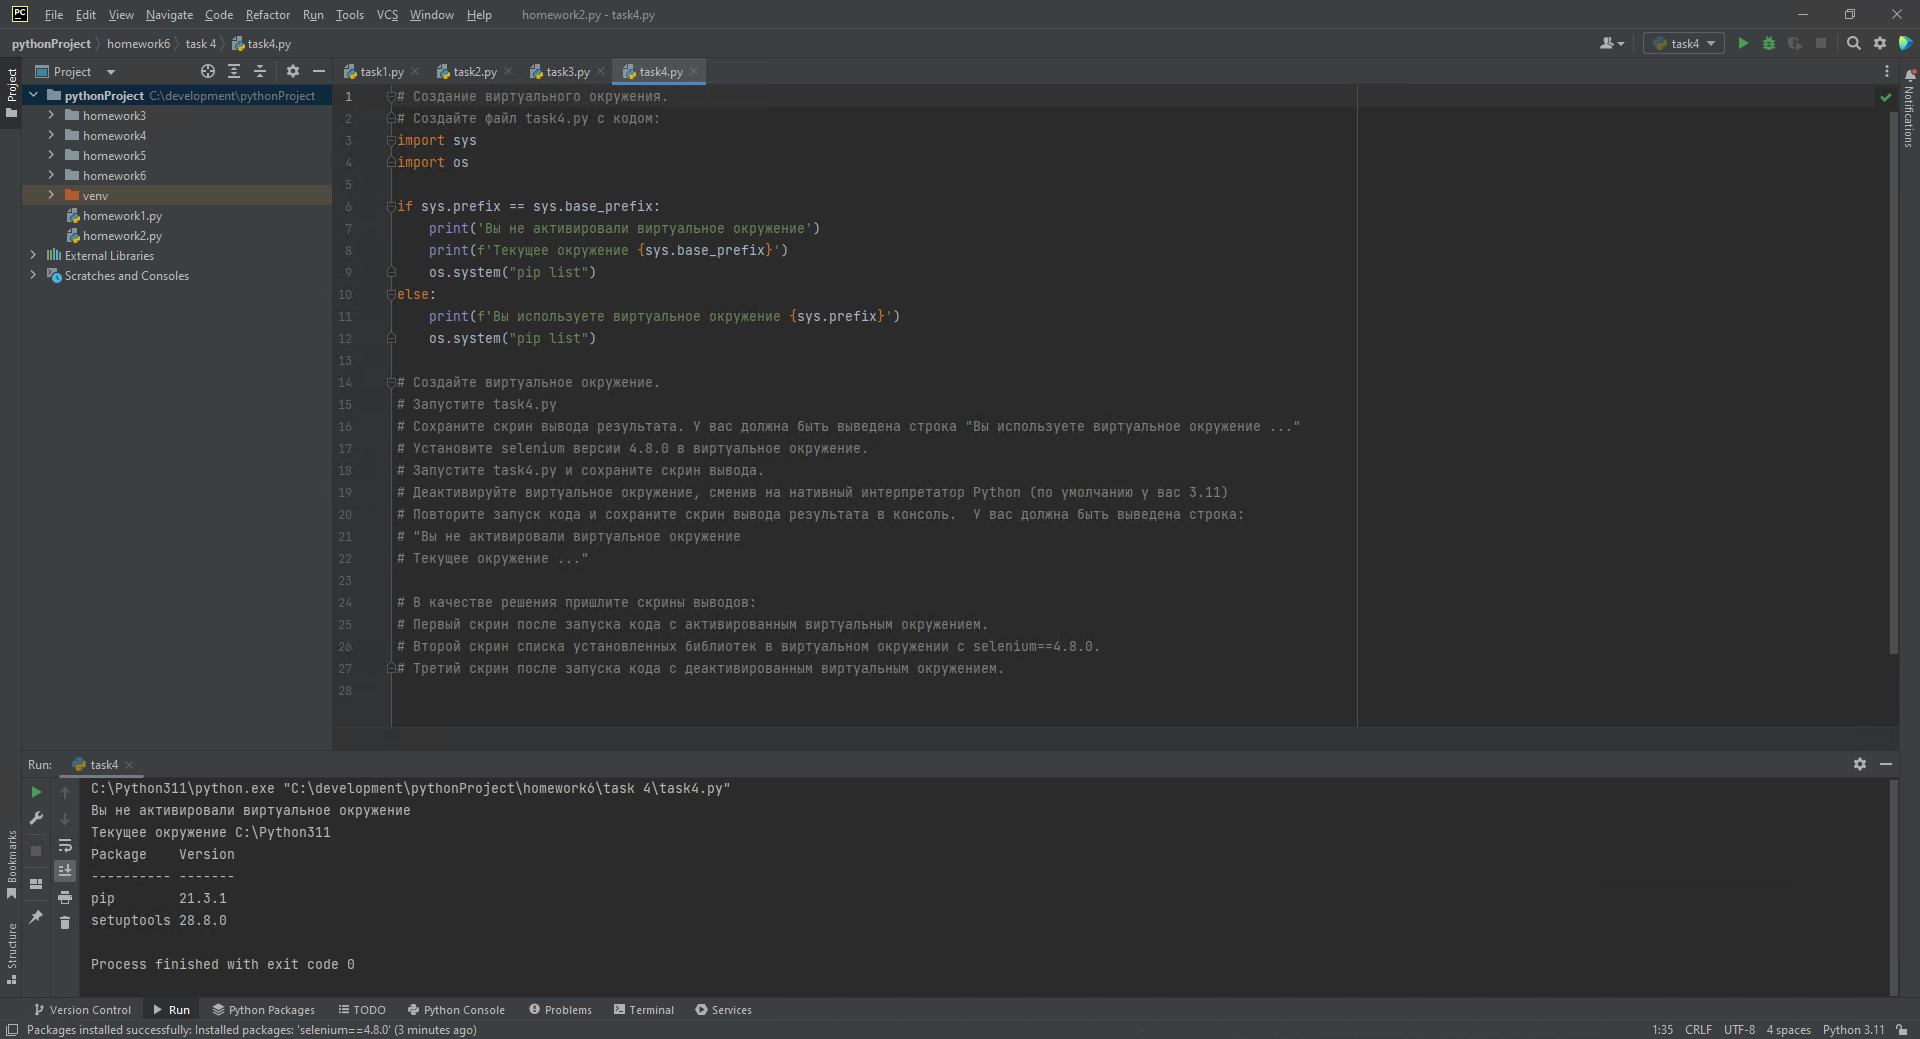 PC File Edit View Navigate Code Refactor Run Tools VCS Window Help homework2.py - task4.py
pythonProject homework6 task 4 task4.py task4
Project task1.py task2.py task3.py task4.py
Project
pythonProject C:\development\pythonProject
homework3
homework4
homework5
homework6
venv
homework1.py
homework2.py
External Libraries
Scratches and Consoles
Notifications
1 # Создание виртуального окружения.
2 # Создайте файл task4.py с кодом:
3 import sys
4 import os
5
6 if sys.prefix == sys.base_prefix:
7 print('Вы не активировали виртуальное окружение')
8 print(f'Текущее окружение {sys.base_prefix}')
9 os.system("pip list")
10 else:
11 print(f'Вы используете виртуальное окружение {sys.prefix}')
12 os.system("pip list")
13
14 # Создайте виртуальное окружение.
15 # Запустите task4.py
16 # Сохраните скрин вывода результата. У вас должна быть выведена строка "Вы используете виртуальное окружение ..."
17 # Установите selenium версии 4.8.0 в виртуальное окружение.
18 # Запустите task4.py и сохраните скрин вывода.
19 # Деактивируйте виртуальное окружение, сменив на нативный интерпретатор Python (по умолчанию у вас 3.11)
20 # Повторите запуск кода и сохраните скрин вывода результата в консоль.  У вас должна быть выведена строка:
21 # "Вы не активировали виртуальное окружение
22 # Текущее окружение ..."
23
24 # В качестве решения пришлите скрины выводов:
25 # Первый скрин после запуска кода с активированным виртуальным окружением.
26 # Второй скрин списка установленных библиотек в виртуальном окружении с selenium==4.8.0.
27 # Третий скрин после запуска кода с деактивированным виртуальным окружением.
28
Run: task4
C:\Python311\python.exe "C:\development\pythonProject\homework6\task 4\task4.py"
Вы не активировали виртуальное окружение
Текущее окружение C:\Python311
Package Version
---------- -------
pip 21.3.1
setuptools 28.8.0
Process finished with exit code 0
Bookmarks
Structure
Version Control Run Python Packages TODO Python Console Problems Terminal Services
Packages installed successfully: Installed packages: 'selenium==4.8.0' (3 minutes ago) 1:35 CRLF UTF-8 4 spaces Python 3.11